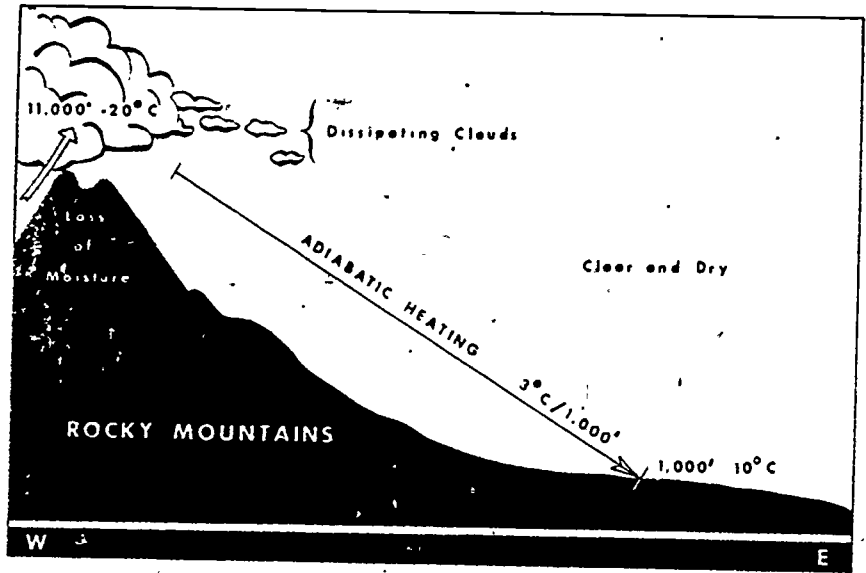 11,000' -20°C
Dissipating Clouds
Loss
of
Moisture
ADIABATIC HEATING
Clear and Dry
3°C/1,000'
ROCKY MOUNTAINS
1,000' 10°C
W
E